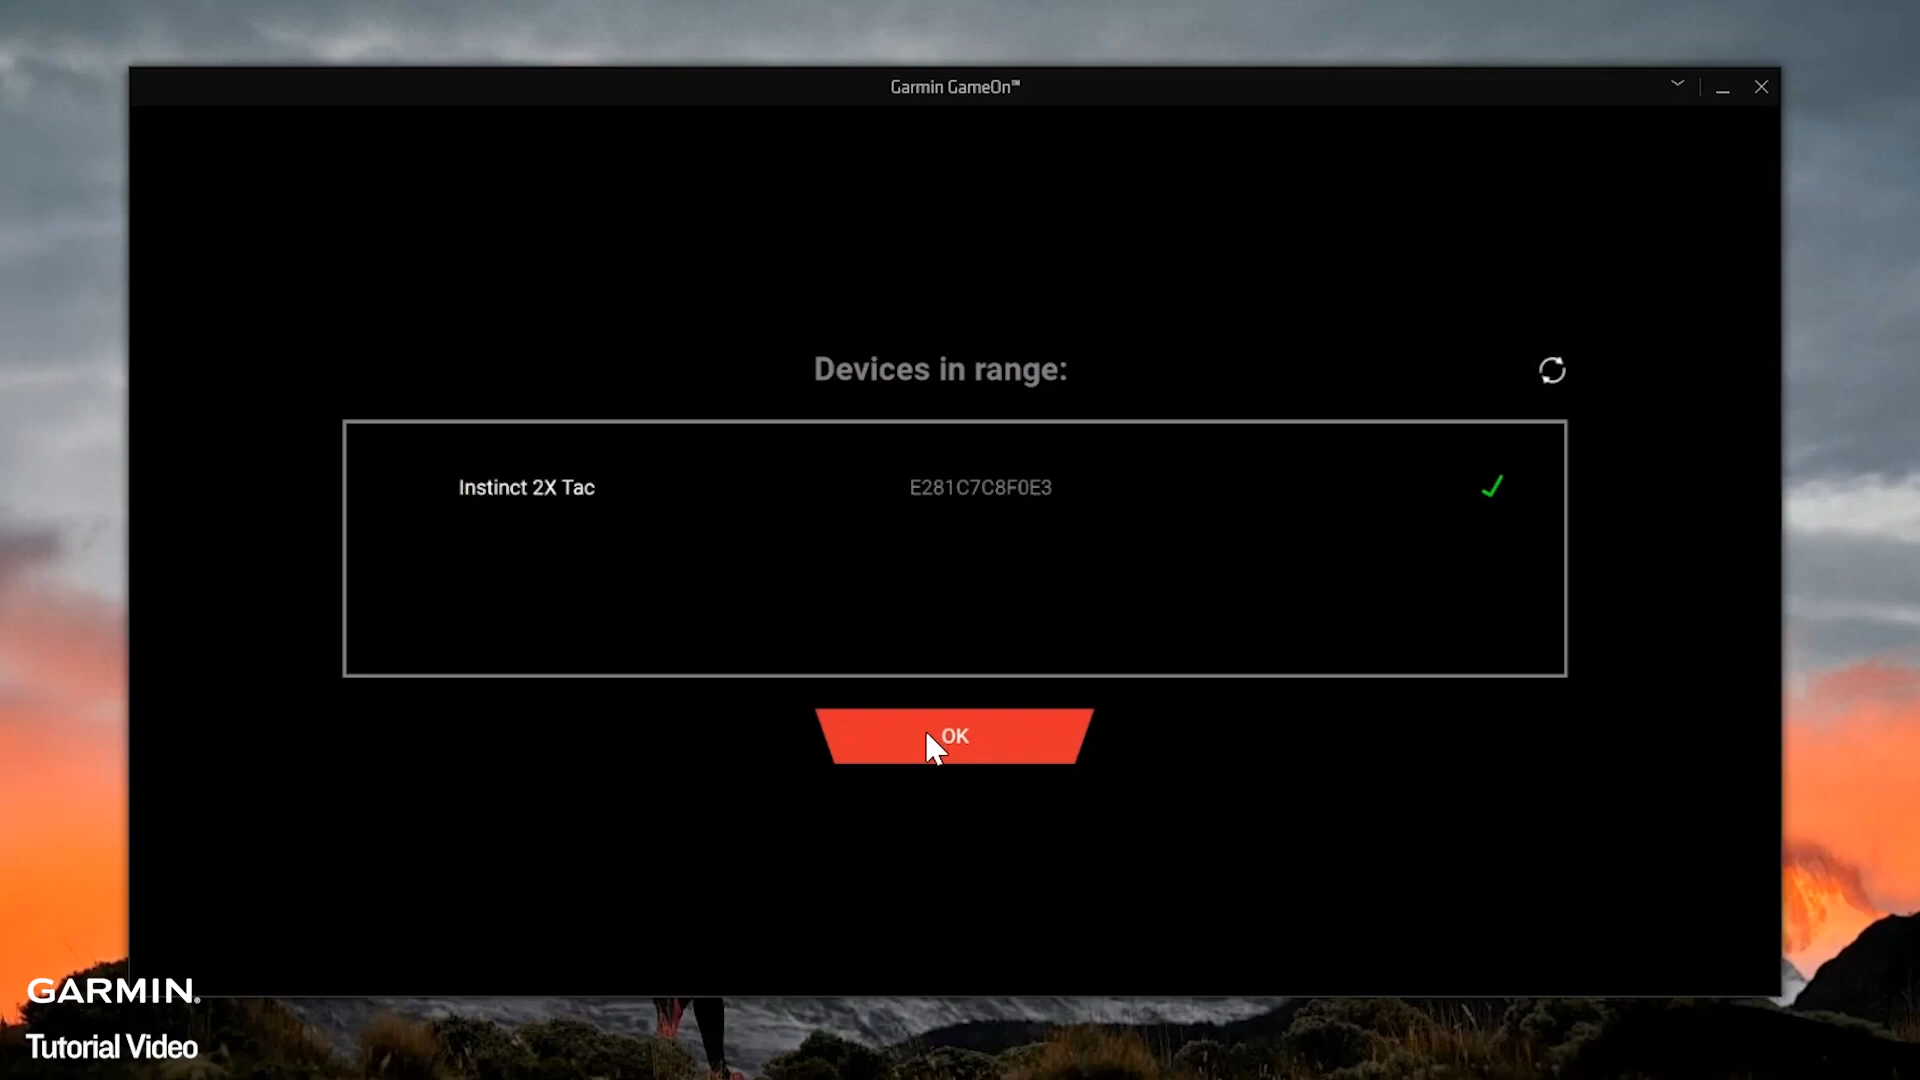 Garmin GameOn™
Devices in range:
Instinct 2X Tac E281C7C8F0E3
OK
GARMIN®
Tutorial Video